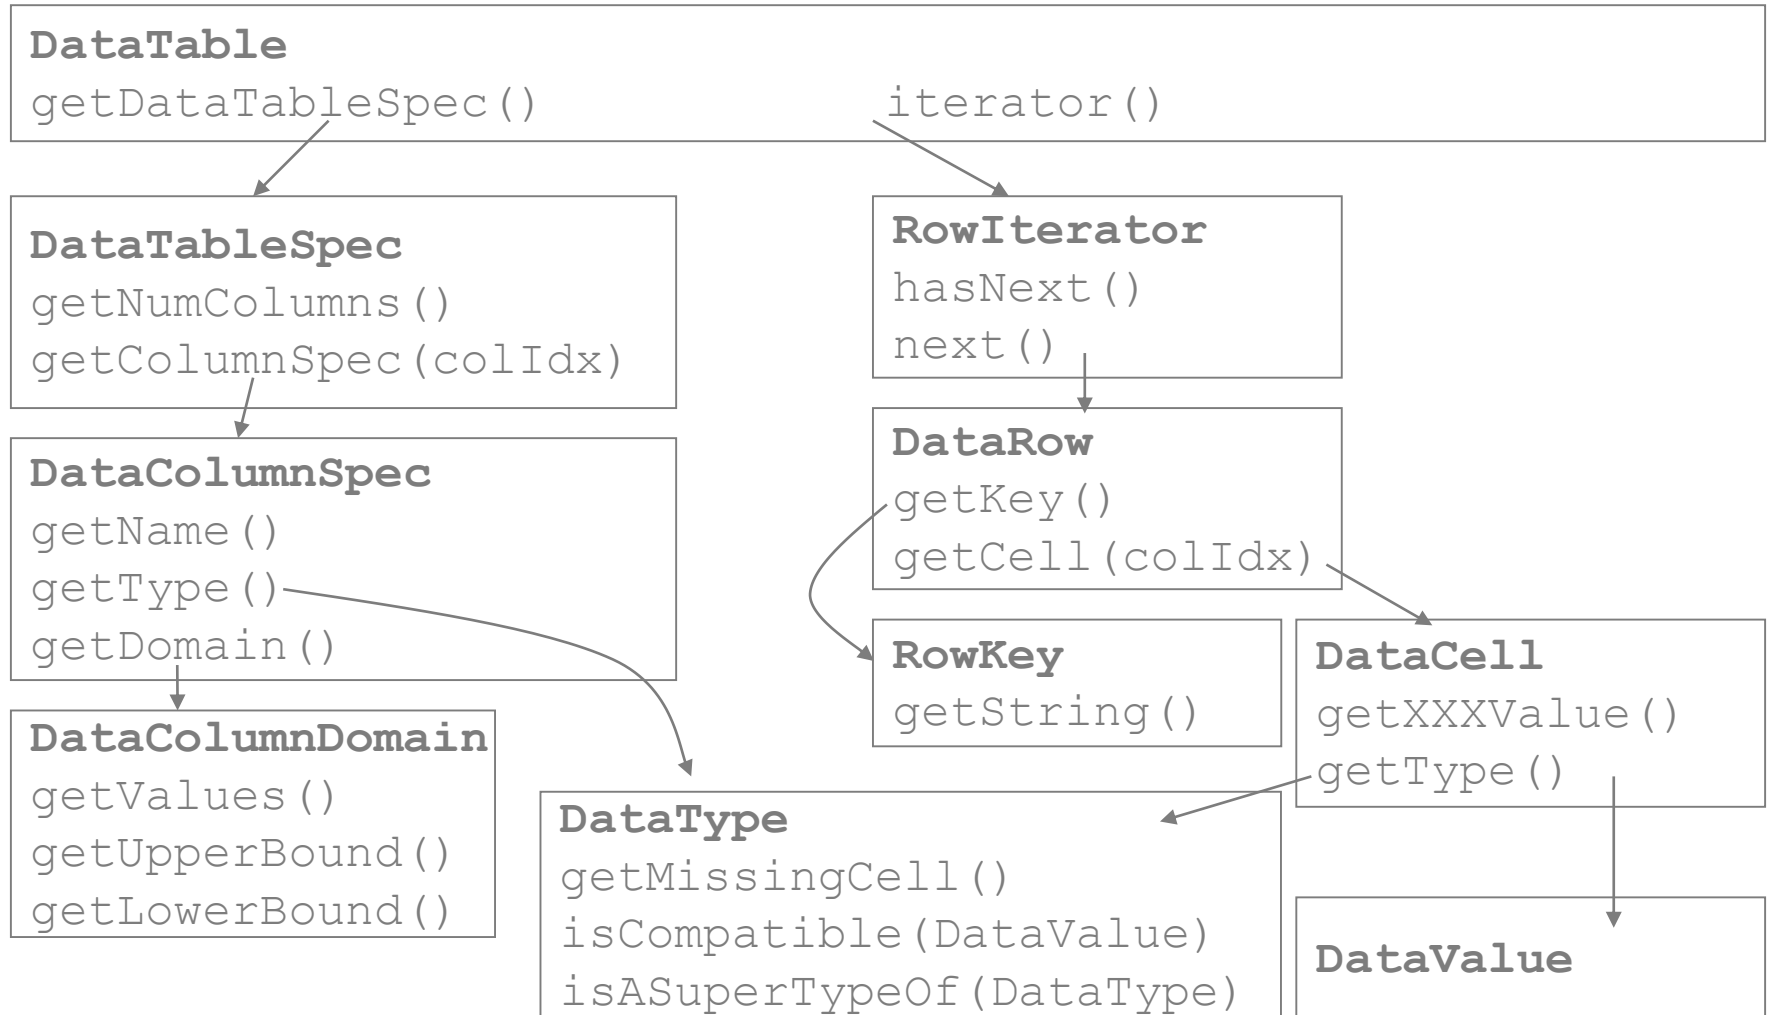 DataTable
getDataTableSpec() iterator()
DataTableSpec
getNumColumns()
getColumnSpec(colIdx)
DataColumnSpec
getName()
getType()
getDomain()
DataColumnDomain
getValues()
getUpperBound()
getLowerBound()
RowIterator
hasNext()
next()
DataRow
getKey()
getCell(colIdx)
RowKey
getString()
DataCell
getXXXValue()
getType()
DataType
getMissingCell()
isCompatible(DataValue)
isASuperTypeOf(DataType)
DataValue